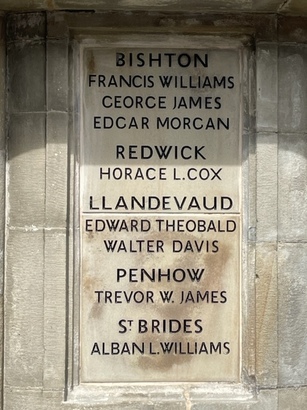 BISHTON
FRANCIS WILLIAMS
GEORGE JAMES
EDGAR MORGAN
REDWICK
HORACE L. COX
LLANDEVAUD
EDWARD THEOBALD
WALTER DAVIS
PENHOW
TREVOR W. JAMES
ST BRIDES
ALBAN L. WILLIAMS